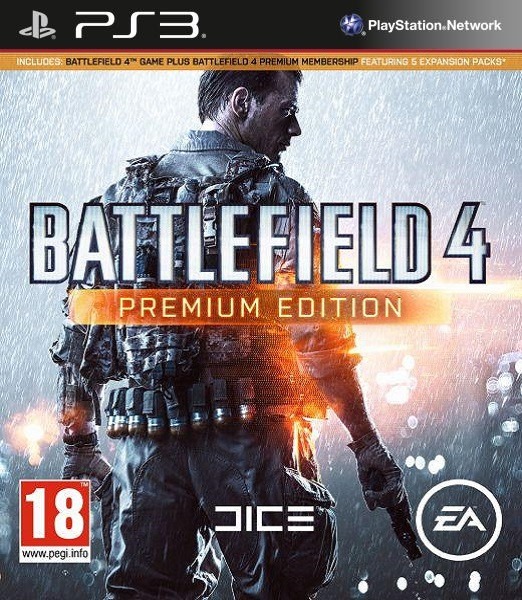 PS3
PlayStation®Network
INCLUDES: BATTLEFIELD 4™ GAME PLUS BATTLEFIELD 4 PREMIUM MEMBERSHIP FEATURING 5 EXPANSION PACKS*
BATTLEFIELD 4
PREMIUM EDITION
18
www.pegi.info
DICE
EA